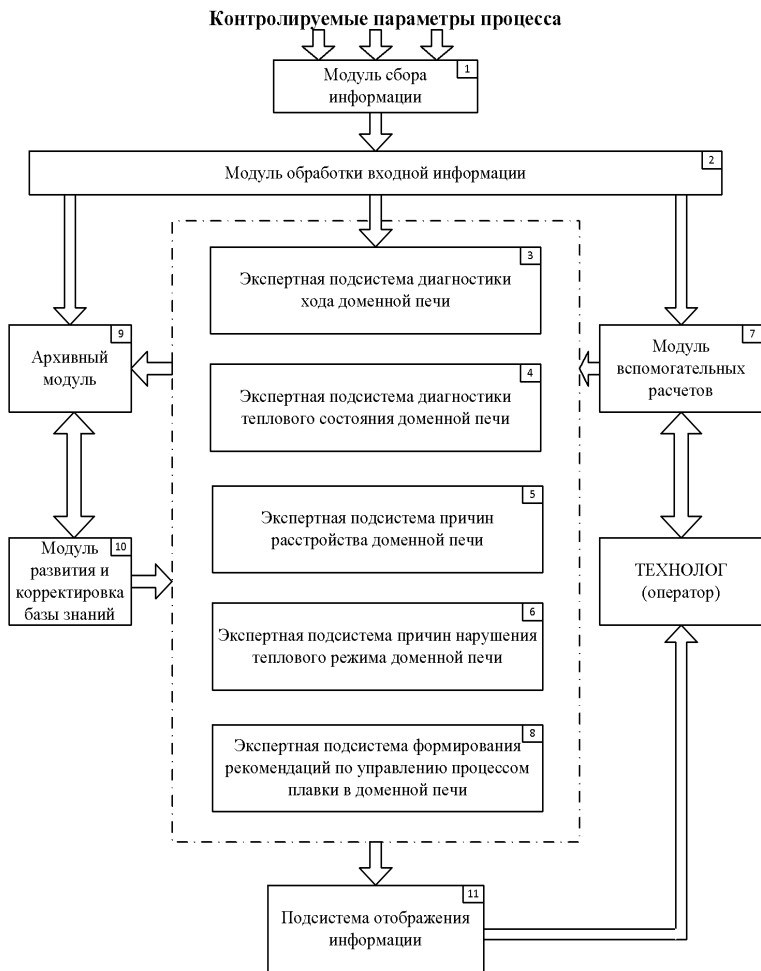 Контролируемые параметры процесса
1
Модуль сбора
информации
2
Модуль обработки входной информации
3
Экспертная подсистема диагностики
хода доменной печи
9
Архивный
модуль
7
Модуль
вспомогательных
расчетов
4
Экспертная подсистема диагностики
теплового состояния доменной печи
5
Экспертная подсистема причин
расстройства доменной печи
10
Модуль
развития и
корректировка
базы знаний
ТЕХНОЛОГ
(оператор)
6
Экспертная подсистема причин нарушения
теплового режима доменной печи
8
Экспертная подсистема формирования
рекомендаций по управлению процессом
плавки в доменной печи
11
Подсистема отображения
информации